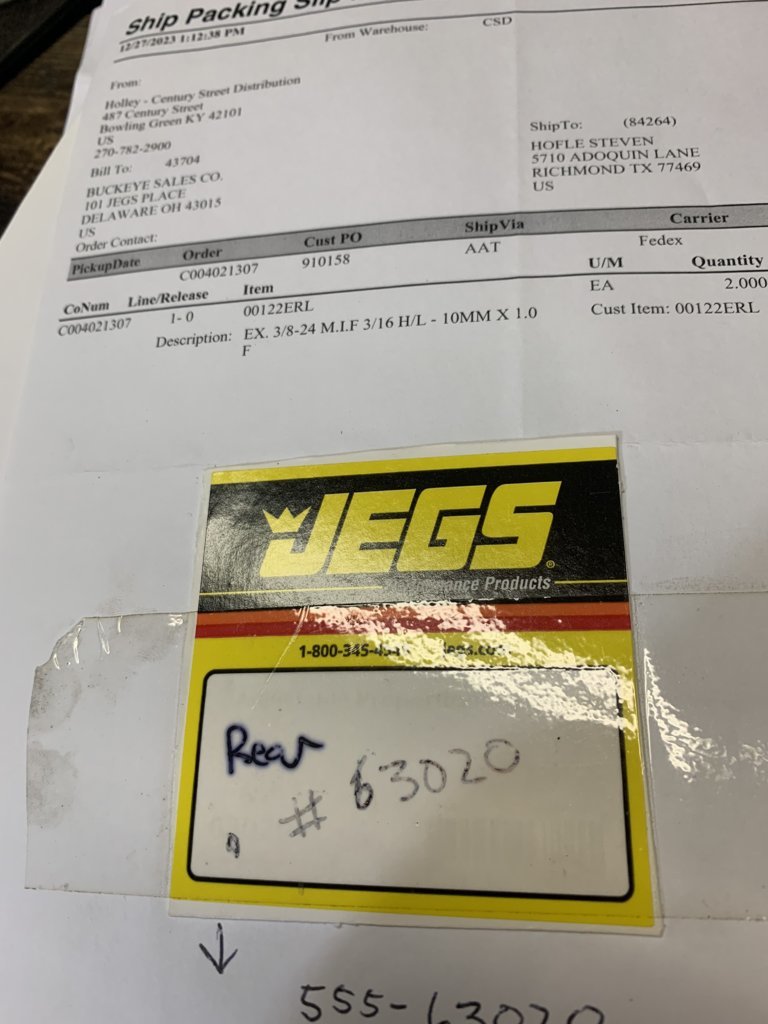 Ship Packing Slip
12/27/2023 1:12:38 PM From Warehouse: CSD
From:
Holley - Century Street Distribution
487 Century Street
Bowling Green KY 42101
US
270-782-2900
Bill To: 43704
BUCKEYE SALES CO.
101 JEGS PLACE
DELAWARE OH 43015
US
Order Contact:
ShipTo: (84264)
HOFLE STEVEN
5710 ADOQUIN LANE
RICHMOND TX 77469
US
PickupDate Order Cust PO ShipVia Carrier
C004021307 910158 AAT Fedex
CoNum Line/Release Item U/M Quantity
C004021307 1- 0 00122ERL EA 2.000
Description: EX. 3/8-24 M.I.F 3/16 H/L - 10MM X 1.0 Cust Item: 00122ERL
F
JEGS®
Products
1-800-345-
Rear
# 63020
555-63020